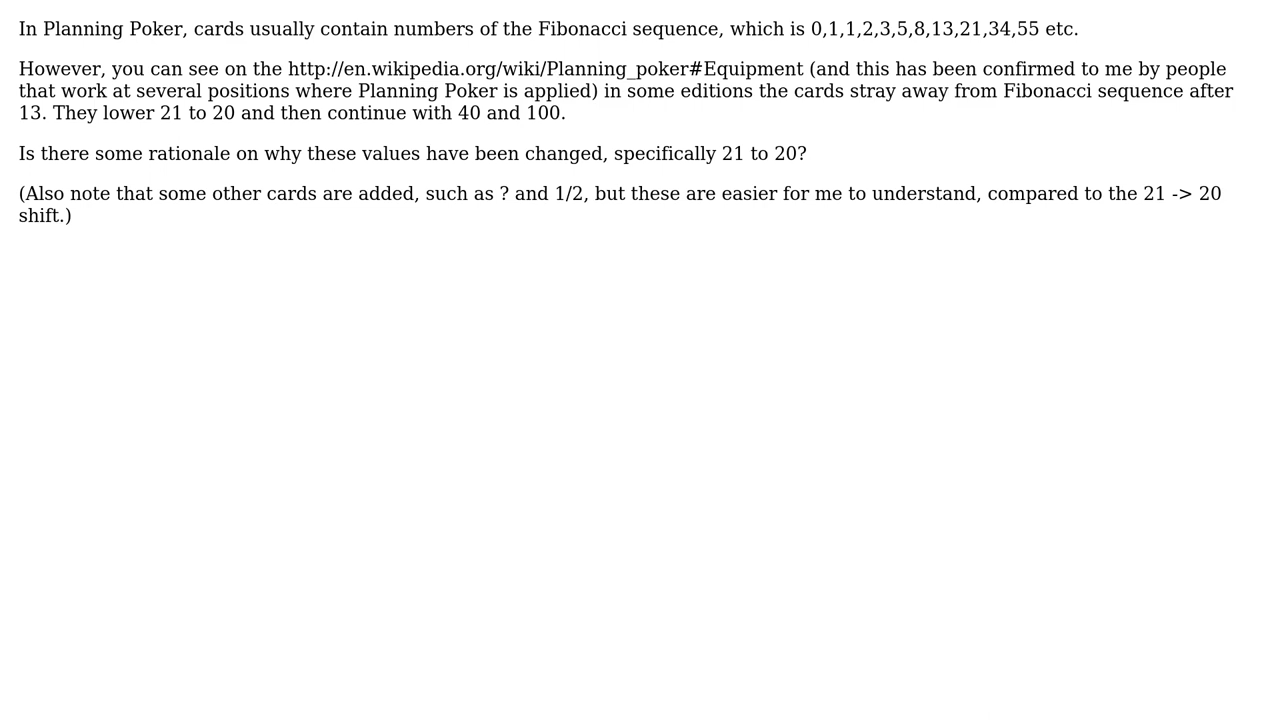 In Planning Poker, cards usually contain numbers of the Fibonacci sequence, which is 0,1,1,2,3,5,8,13,21,34,55 etc.
However, you can see on the http://en.wikipedia.org/wiki/Planning_poker#Equipment (and this has been confirmed to me by people
that work at several positions where Planning Poker is applied) in some editions the cards stray away from Fibonacci sequence after
13. They lower 21 to 20 and then continue with 40 and 100.
Is there some rationale on why these values have been changed, specifically 21 to 20?
(Also note that some other cards are added, such as ? and 1/2, but these are easier for me to understand, compared to the 21 -> 20
shift.)